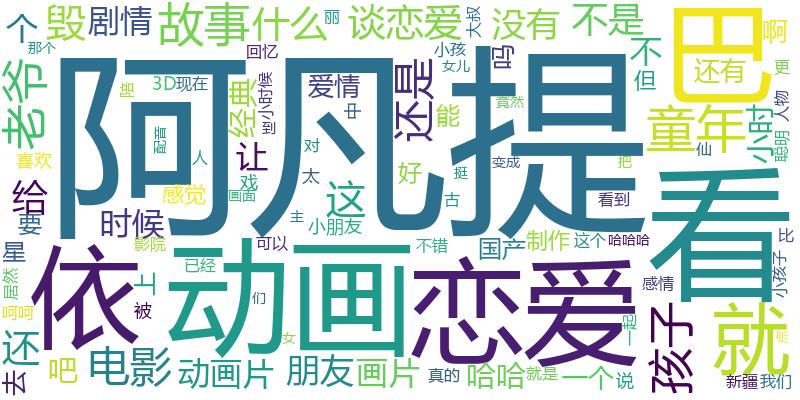 个 毁 剧情 故事 什么 丽 谈恋爱 大叔 没有 不是 巴 啊
那个 回忆 小孩 吗 不 还有
老爷 陪 3D 现在 爱情 还是 女儿 但 更
阿凡提
些 小时候 经典 中 能 竟然 童年 小时 人物
喜欢 配音 人 让 对 好 挺 变成 仙 聪明
给 感觉 戏 太 这 古 把 看
要 时候 画面 主 小朋友 看到
星 影院 可以 不错 国产 制作 这个 哈哈哈 比
依 动画 恋爱
居然 已经 上 们 感情 小孩子
呵呵 被 一起 孩子 就
还 女 呢
去 吧 电影 动画片 朋友 画片 真的 哈哈 就是 一个 说 新疆 我们